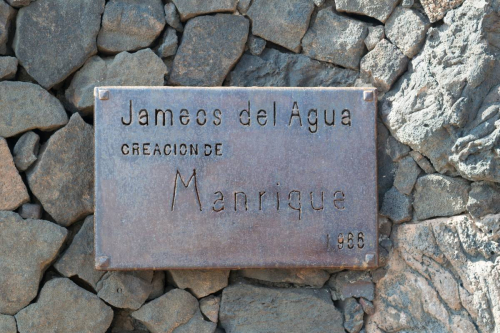 Jameos del Agua
CREACION DE
Manrique
1986